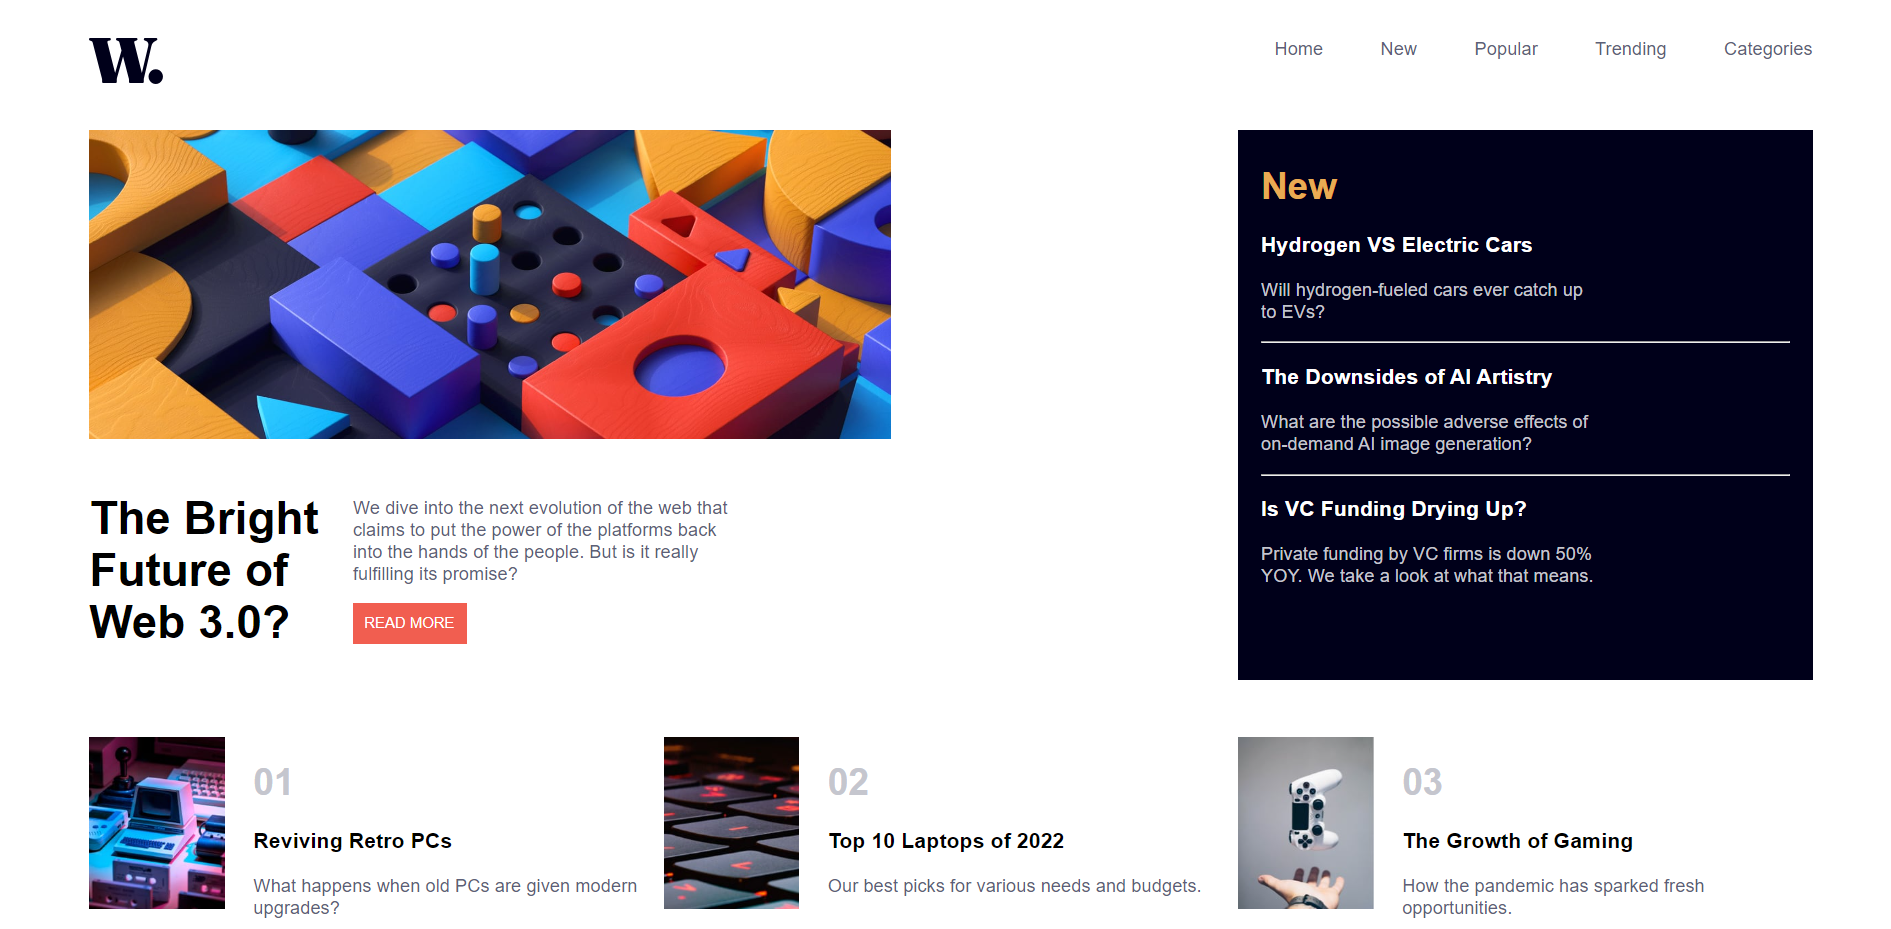 W.
Home
New
Popular
Trending
Categories
The Bright
Future of
Web 3.0?
We dive into the next evolution of the web that
claims to put the power of the platforms back
into the hands of the people. But is it really
fulfilling its promise?
READ MORE
New
Hydrogen VS Electric Cars
Will hydrogen-fueled cars ever catch up
to EVs?
The Downsides of AI Artistry
What are the possible adverse effects of
on-demand AI image generation?
Is VC Funding Drying Up?
Private funding by VC firms is down 50%
YOY. We take a look at what that means.
01
Reviving Retro PCs
What happens when old PCs are given modern
upgrades?
02
Top 10 Laptops of 2022
Our best picks for various needs and budgets.
03
The Growth of Gaming
How the pandemic has sparked fresh
opportunities.